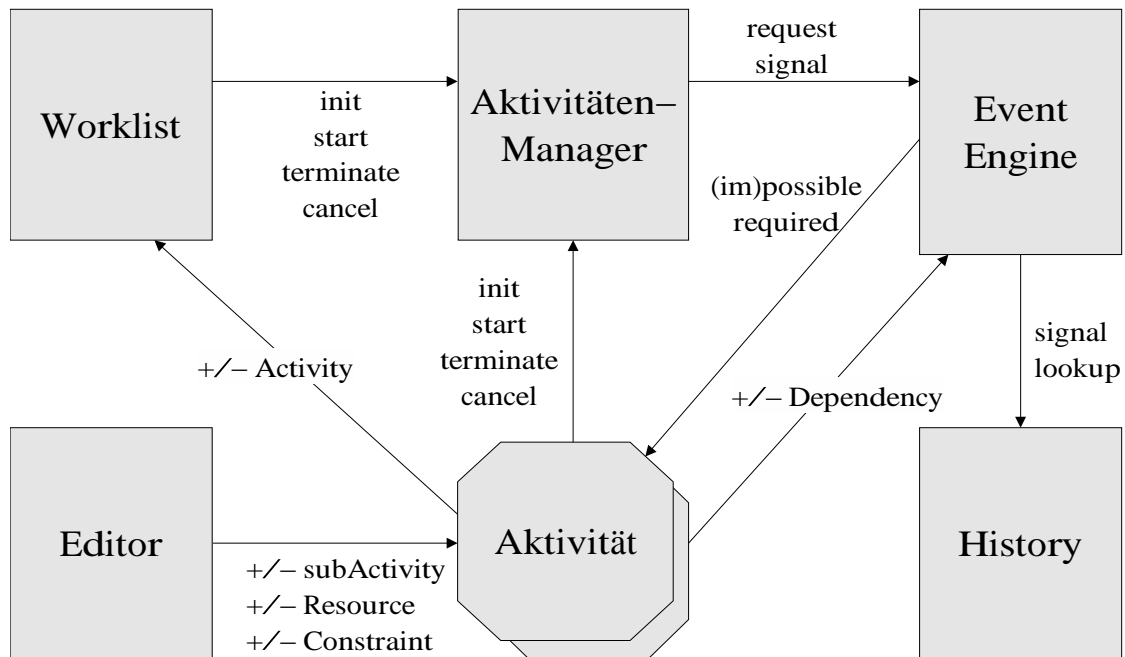 Worklist
init
start
terminate
cancel
Aktivitäten–
Manager
request
signal
Event
Engine
(im)possible
required
init
start
terminate
cancel
+/– Activity
+/– Dependency
signal
lookup
Editor
+/– subActivity
+/– Resource
+/– Constraint
Aktivität
History